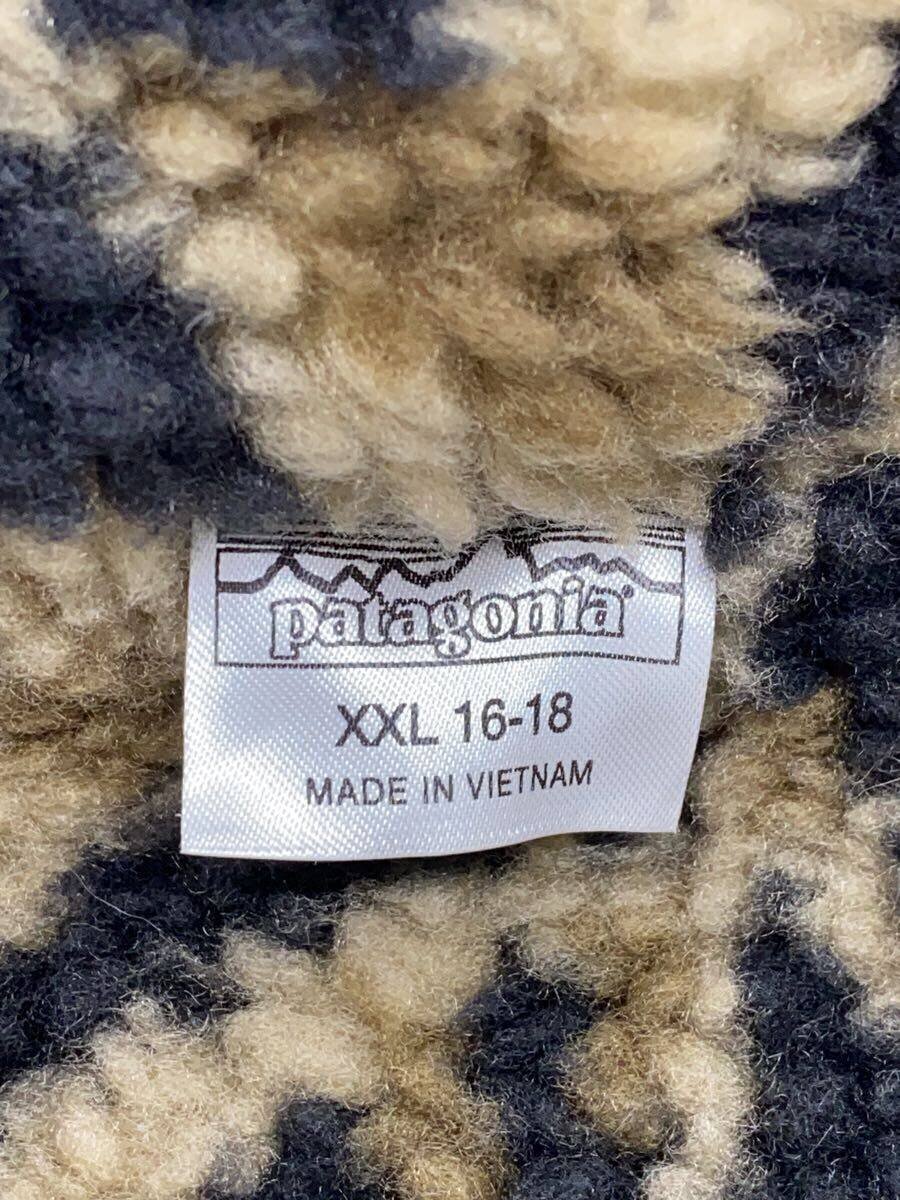 patagonia®
XXL 16-18
MADE IN VIETNAM